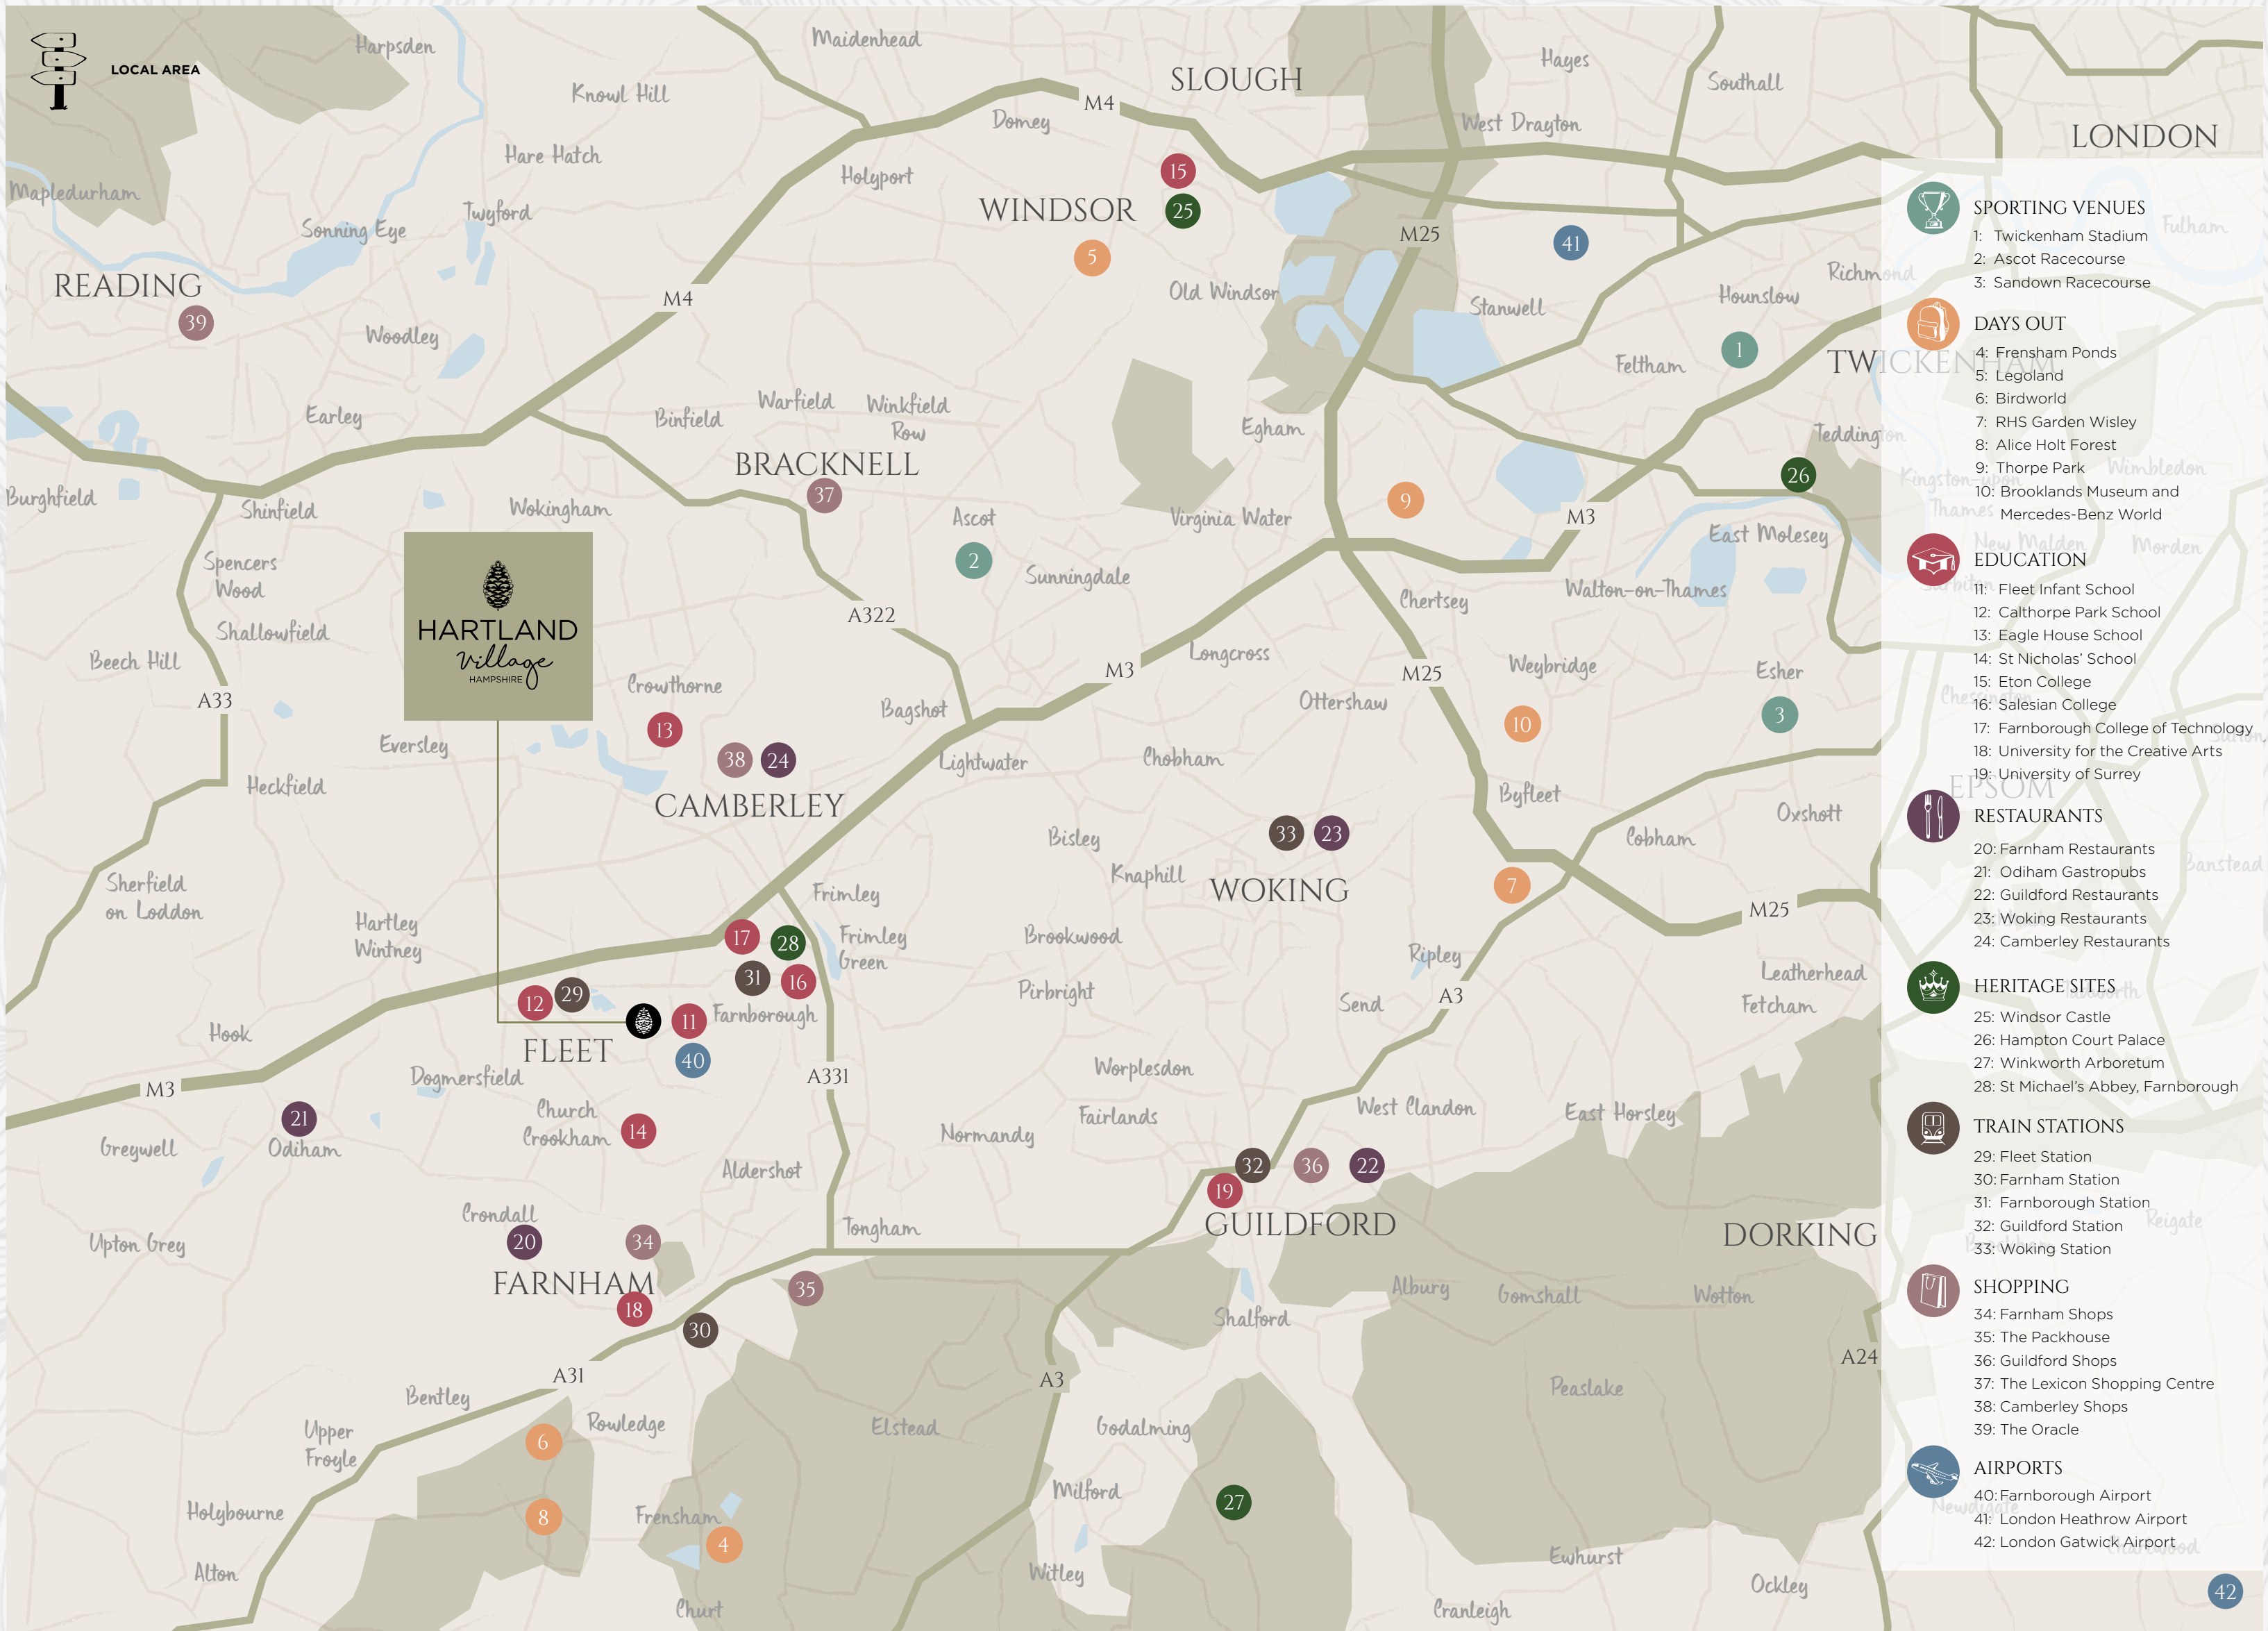 LOCAL AREA
Harpsden
Maidenhead
SLOUGH
Hayes
Southall
Knowl Hill
M4
Dorney
West Drayton
LONDON
Hare Hatch
Holyport
15
Mapledurham
Twyford
WINDSOR
25
Sonning Eye
M25
41
Fulham
5
Richmond
READING
M4
Old Windsor
Stanwell
Hounslow
39
Woodley
1
Feltham
TWICKENHAM
Earley
Binfield
Warfield
Winkfield
Row
Egham
Teddington
BRACKNELL
26
Wimbledon
Kingston-upon
Thames
Burghfield
Shinfield
Wokingham
37
9
Ascot
Virginia Water
M3
East Molesey
New Malden
Morden
Spencers
Wood
2
Sunningdale
Walton-on-Thames
Chertsey
A322
HARTLAND
Village
HAMPSHIRE
Shallowfield
Beech Hill
M3
Longcross
M25
Weybridge
Esher
Crowthorne
A33
Bagshot
Ottershaw
Chessington
13
10
3
Eversley
38
24
Lightwater
Chobham
Heckfield
CAMBERLEY
Byfleet
EPSOM
Oxshott
Bisley
33
23
Cobham
Knaphill
Banstead
Sherfield
on Loddon
Frimley
WOKING
7
Hartley
Wintney
17
28
Frimley
Green
Brookwood
M25
31
16
Ripley
Leatherhead
12
29
Pirbright
Send
A3
Fetcham
11
Farnborough
Hook
FLEET
40
Dogmersfield
A331
Worplesdon
M3
21
Church
Crookham
14
Fairlands
West Clandon
East Horsley
Greywell
Odiham
Normandy
Aldershot
32
36
22
19
Crondall
GUILDFORD
Upton Grey
20
34
Tongham
DORKING
Reigate
FARNHAM
35
Albury
Gomshall
Wotton
18
30
Shalford
A31
A3
A24
Bentley
Peaslake
Upper
Froyle
Rowledge
Elstead
Godalming
6
Milford
27
Holybourne
8
Frensham
4
Newdigate
Alton
Witley
Ewhurst
Charlwood
Ockley
Churt
Cranleigh
42
SPORTING VENUES
1: Twickenham Stadium
2: Ascot Racecourse
3: Sandown Racecourse
DAYS OUT
4: Frensham Ponds
5: Legoland
6: Birdworld
7: RHS Garden Wisley
8: Alice Holt Forest
9: Thorpe Park
10: Brooklands Museum and
Mercedes-Benz World
EDUCATION
11: Fleet Infant School
12: Calthorpe Park School
13: Eagle House School
14: St Nicholas' School
15: Eton College
16: Salesian College
17: Farnborough College of Technology
18: University for the Creative Arts
19: University of Surrey
RESTAURANTS
20: Farnham Restaurants
21: Odiham Gastropubs
22: Guildford Restaurants
23: Woking Restaurants
24: Camberley Restaurants
HERITAGE SITES
25: Windsor Castle
26: Hampton Court Palace
27: Winkworth Arboretum
28: St Michael's Abbey, Farnborough
TRAIN STATIONS
29: Fleet Station
30: Farnham Station
31: Farnborough Station
32: Guildford Station
33: Woking Station
SHOPPING
34: Farnham Shops
35: The Packhouse
36: Guildford Shops
37: The Lexicon Shopping Centre
38: Camberley Shops
39: The Oracle
AIRPORTS
40: Farnborough Airport
41: London Heathrow Airport
42: London Gatwick Airport